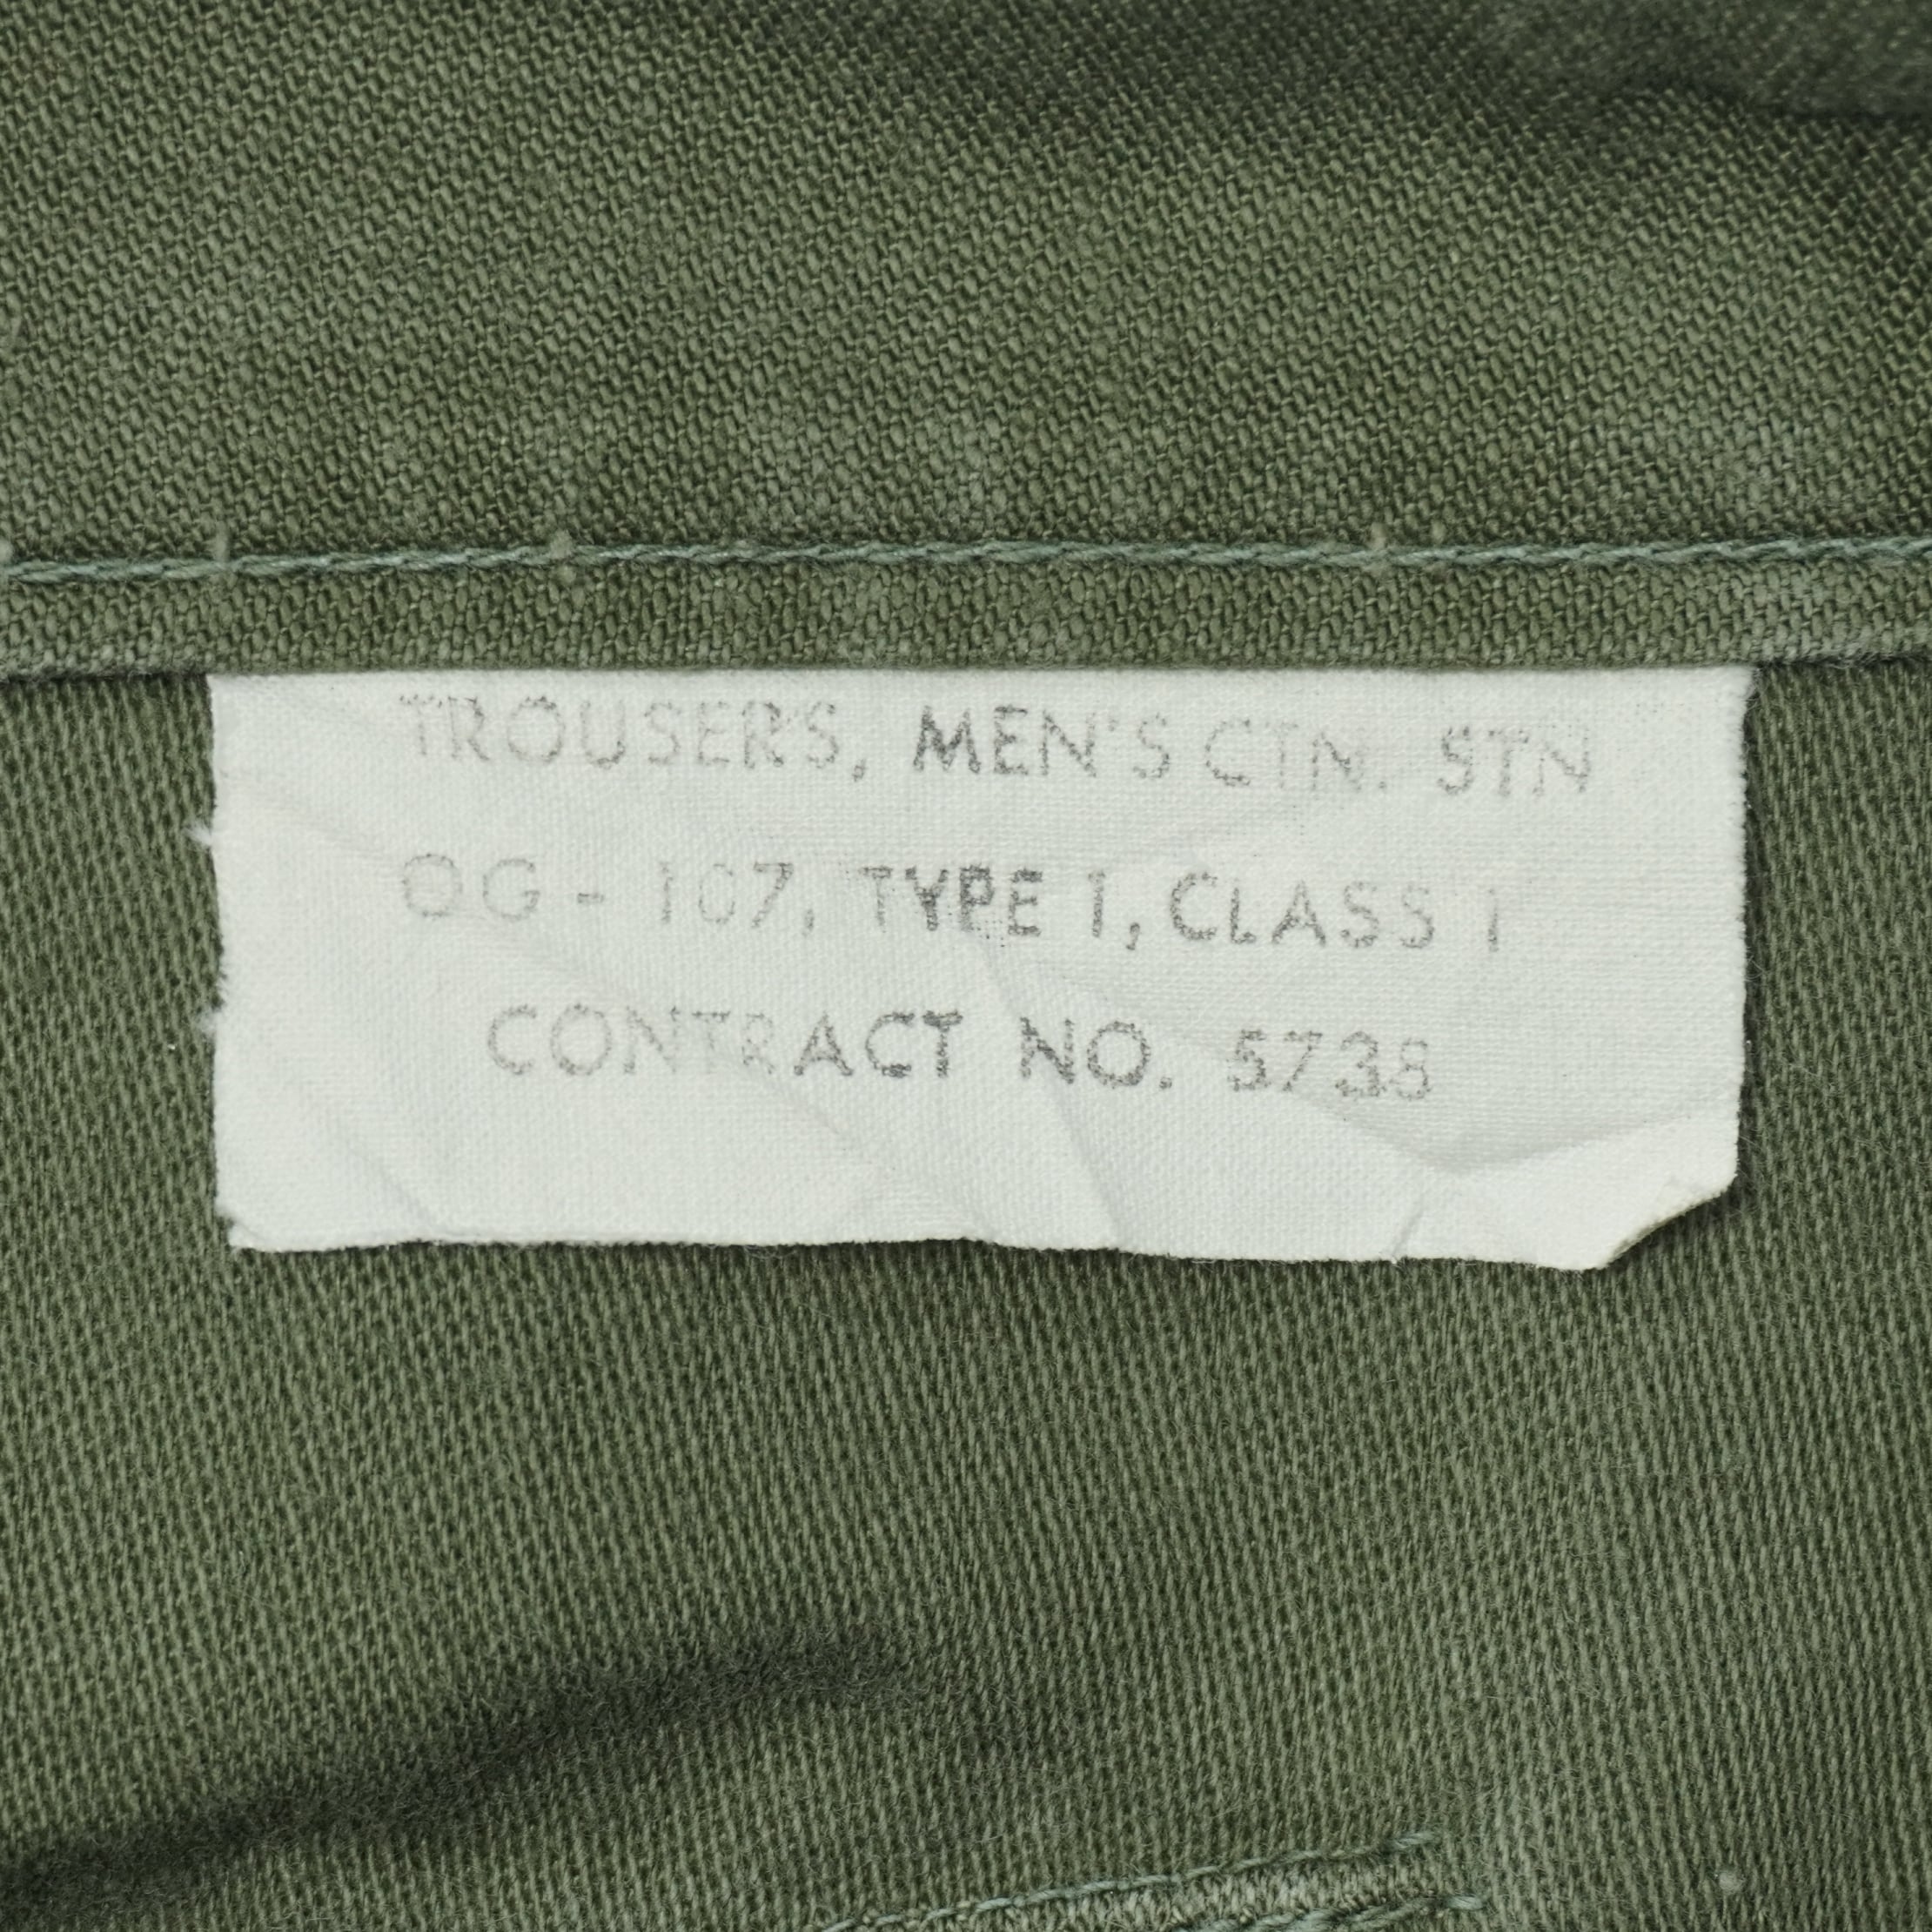 TROUSERS, MEN'S CTN. STN
OG - 107, TYPE 1, CLASS 1
CONTRACT NO. 5738